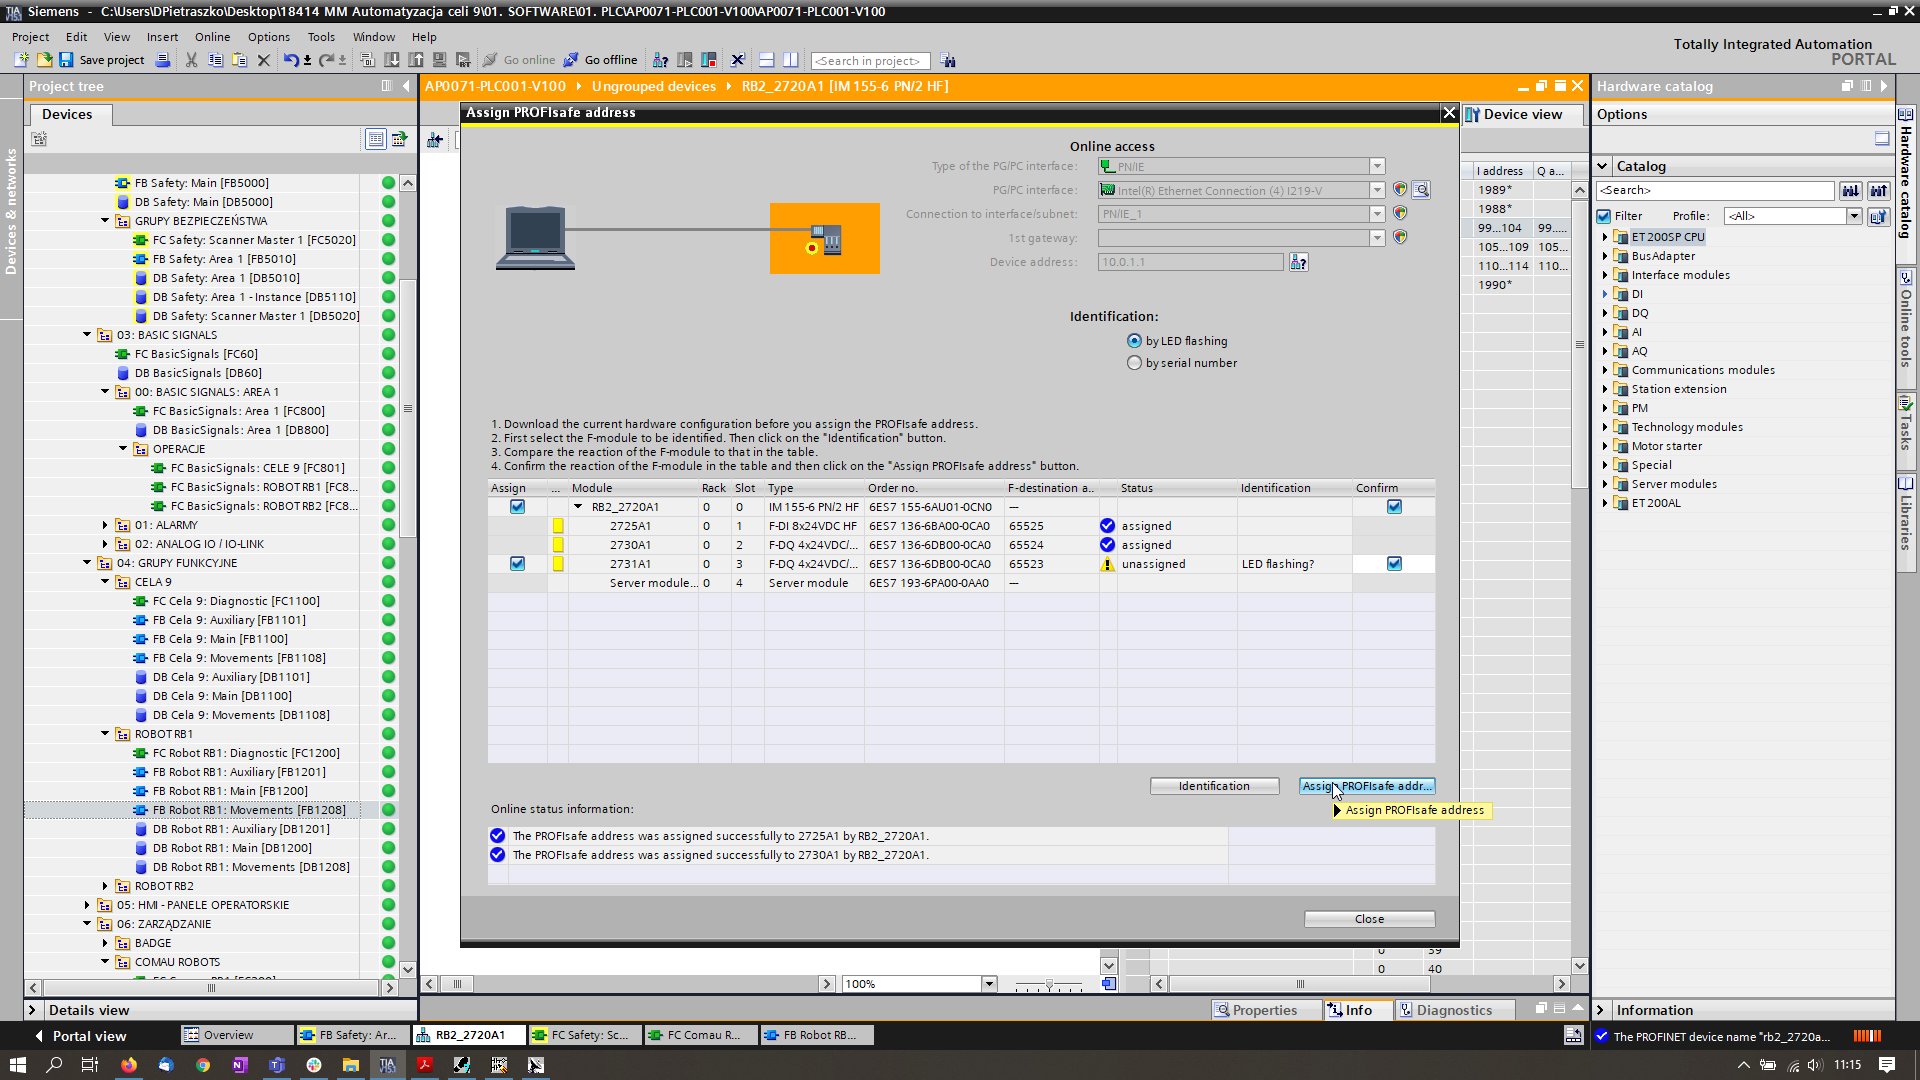 Siemens - C:\Users\DPietraszko\Desktop\18414 MM Automatyzacja celi 9\01. SOFTWARE\01. PLC\AP0071-PLC001-V100\AP0071-PLC001-V100
Project Edit View Insert Online Options Tools Window Help
Totally Integrated Automation
PORTAL
Save project
Go online
Go offline
<Search in project>
Project tree
AP0071-PLC001-V100 Ungrouped devices RB2_2720A1 [IM 155-6 PN/2 HF]
Hardware catalog
Devices
Devices & networks
FB Safety: Main [FB5000]
DB Safety: Main [DB5000]
GRUPY BEZPIECZEŃSTWA
FC Safety: Scanner Master 1 [FC5020]
FB Safety: Area 1 [FB5010]
DB Safety: Area 1 [DB5010]
DB Safety: Area 1 - Instance [DB5110]
DB Safety: Scanner Master 1 [DB5020]
03: BASIC SIGNALS
FC BasicSignals [FC60]
DB BasicSignals [DB60]
00: BASIC SIGNALS: AREA 1
FC BasicSignals: Area 1 [FC800]
DB BasicSignals: Area 1 [DB800]
OPERACJE
FC BasicSignals: CELE 9 [FC801]
FC BasicSignals: ROBOT RB1 [FC8...
FC BasicSignals: ROBOT RB2 [FC8...
01: ALARMY
02: ANALOG IO / IO-LINK
04: GRUPY FUNKCYJNE
CELA 9
FC Cela 9: Diagnostic [FC1100]
FB Cela 9: Auxiliary [FB1101]
FB Cela 9: Main [FB1100]
FB Cela 9: Movements [FB1108]
DB Cela 9: Auxiliary [DB1101]
DB Cela 9: Main [DB1100]
DB Cela 9: Movements [DB1108]
ROBOT RB1
FC Robot RB1: Diagnostic [FC1200]
FB Robot RB1: Auxiliary [FB1201]
FB Robot RB1: Main [FB1200]
FB Robot RB1: Movements [FB1208]
DB Robot RB1: Auxiliary [DB1201]
DB Robot RB1: Main [DB1200]
DB Robot RB1: Movements [DB1208]
ROBOT RB2
05: HMI - PANELE OPERATORSKIE
06: ZARZĄDZANIE
BADGE
COMAU ROBOTS
Details view
Assign PROFIsafe address
Online access
Type of the PG/PC interface: PN/IE
PG/PC interface: Intel(R) Ethernet Connection (4) I219-V
Connection to interface/subnet: PN/IE_1
1st gateway:
Device address: 10.0.1.1
Identification:
by LED flashing
by serial number
1. Download the current hardware configuration before you assign the PROFIsafe address.
2. First select the F-module to be identified. Then click on the "Identification" button.
3. Compare the reaction of the F-module to that in the table.
4. Confirm the reaction of the F-module in the table and then click on the "Assign PROFIsafe address" button.
Assign ... Module Rack Slot Type Order no. F-destination a.. Status Identification Confirm
RB2_2720A1 0 0 IM 155-6 PN/2 HF 6ES7 155-6AU01-0CN0 —
2725A1 0 1 F-DI 8x24VDC HF 6ES7 136-6BA00-0CA0 65525 assigned
2730A1 0 2 F-DQ 4x24VDC/... 6ES7 136-6DB00-0CA0 65524 assigned
2731A1 0 3 F-DQ 4x24VDC/... 6ES7 136-6DB00-0CA0 65523 unassigned LED flashing?
Server module... 0 4 Server module 6ES7 193-6PA00-0AA0 —
Identification
Assign PROFIsafe addr...
Assign PROFIsafe address
Online status information:
The PROFIsafe address was assigned successfully to 2725A1 by RB2_2720A1.
The PROFIsafe address was assigned successfully to 2730A1 by RB2_2720A1.
Close
Device view
I address Q a...
1989*
1988*
99...104 99.....
105...109 105...
110...114 110...
1990*
0 39
0 40
100%
Properties Info Diagnostics
Options
Catalog
<Search>
Filter Profile: <All>
ET 200SP CPU
BusAdapter
Interface modules
DI
DQ
AI
AQ
Communications modules
Station extension
PM
Technology modules
Motor starter
Special
Server modules
ET 200AL
Information
Hardware catalog
Online tools
Tasks
Libraries
Portal view
Overview
FB Safety: Ar...
RB2_2720A1
FC Safety: Sc...
FC Comau R...
FB Robot RB...
The PROFINET device name "rb2_2720a...
11:15